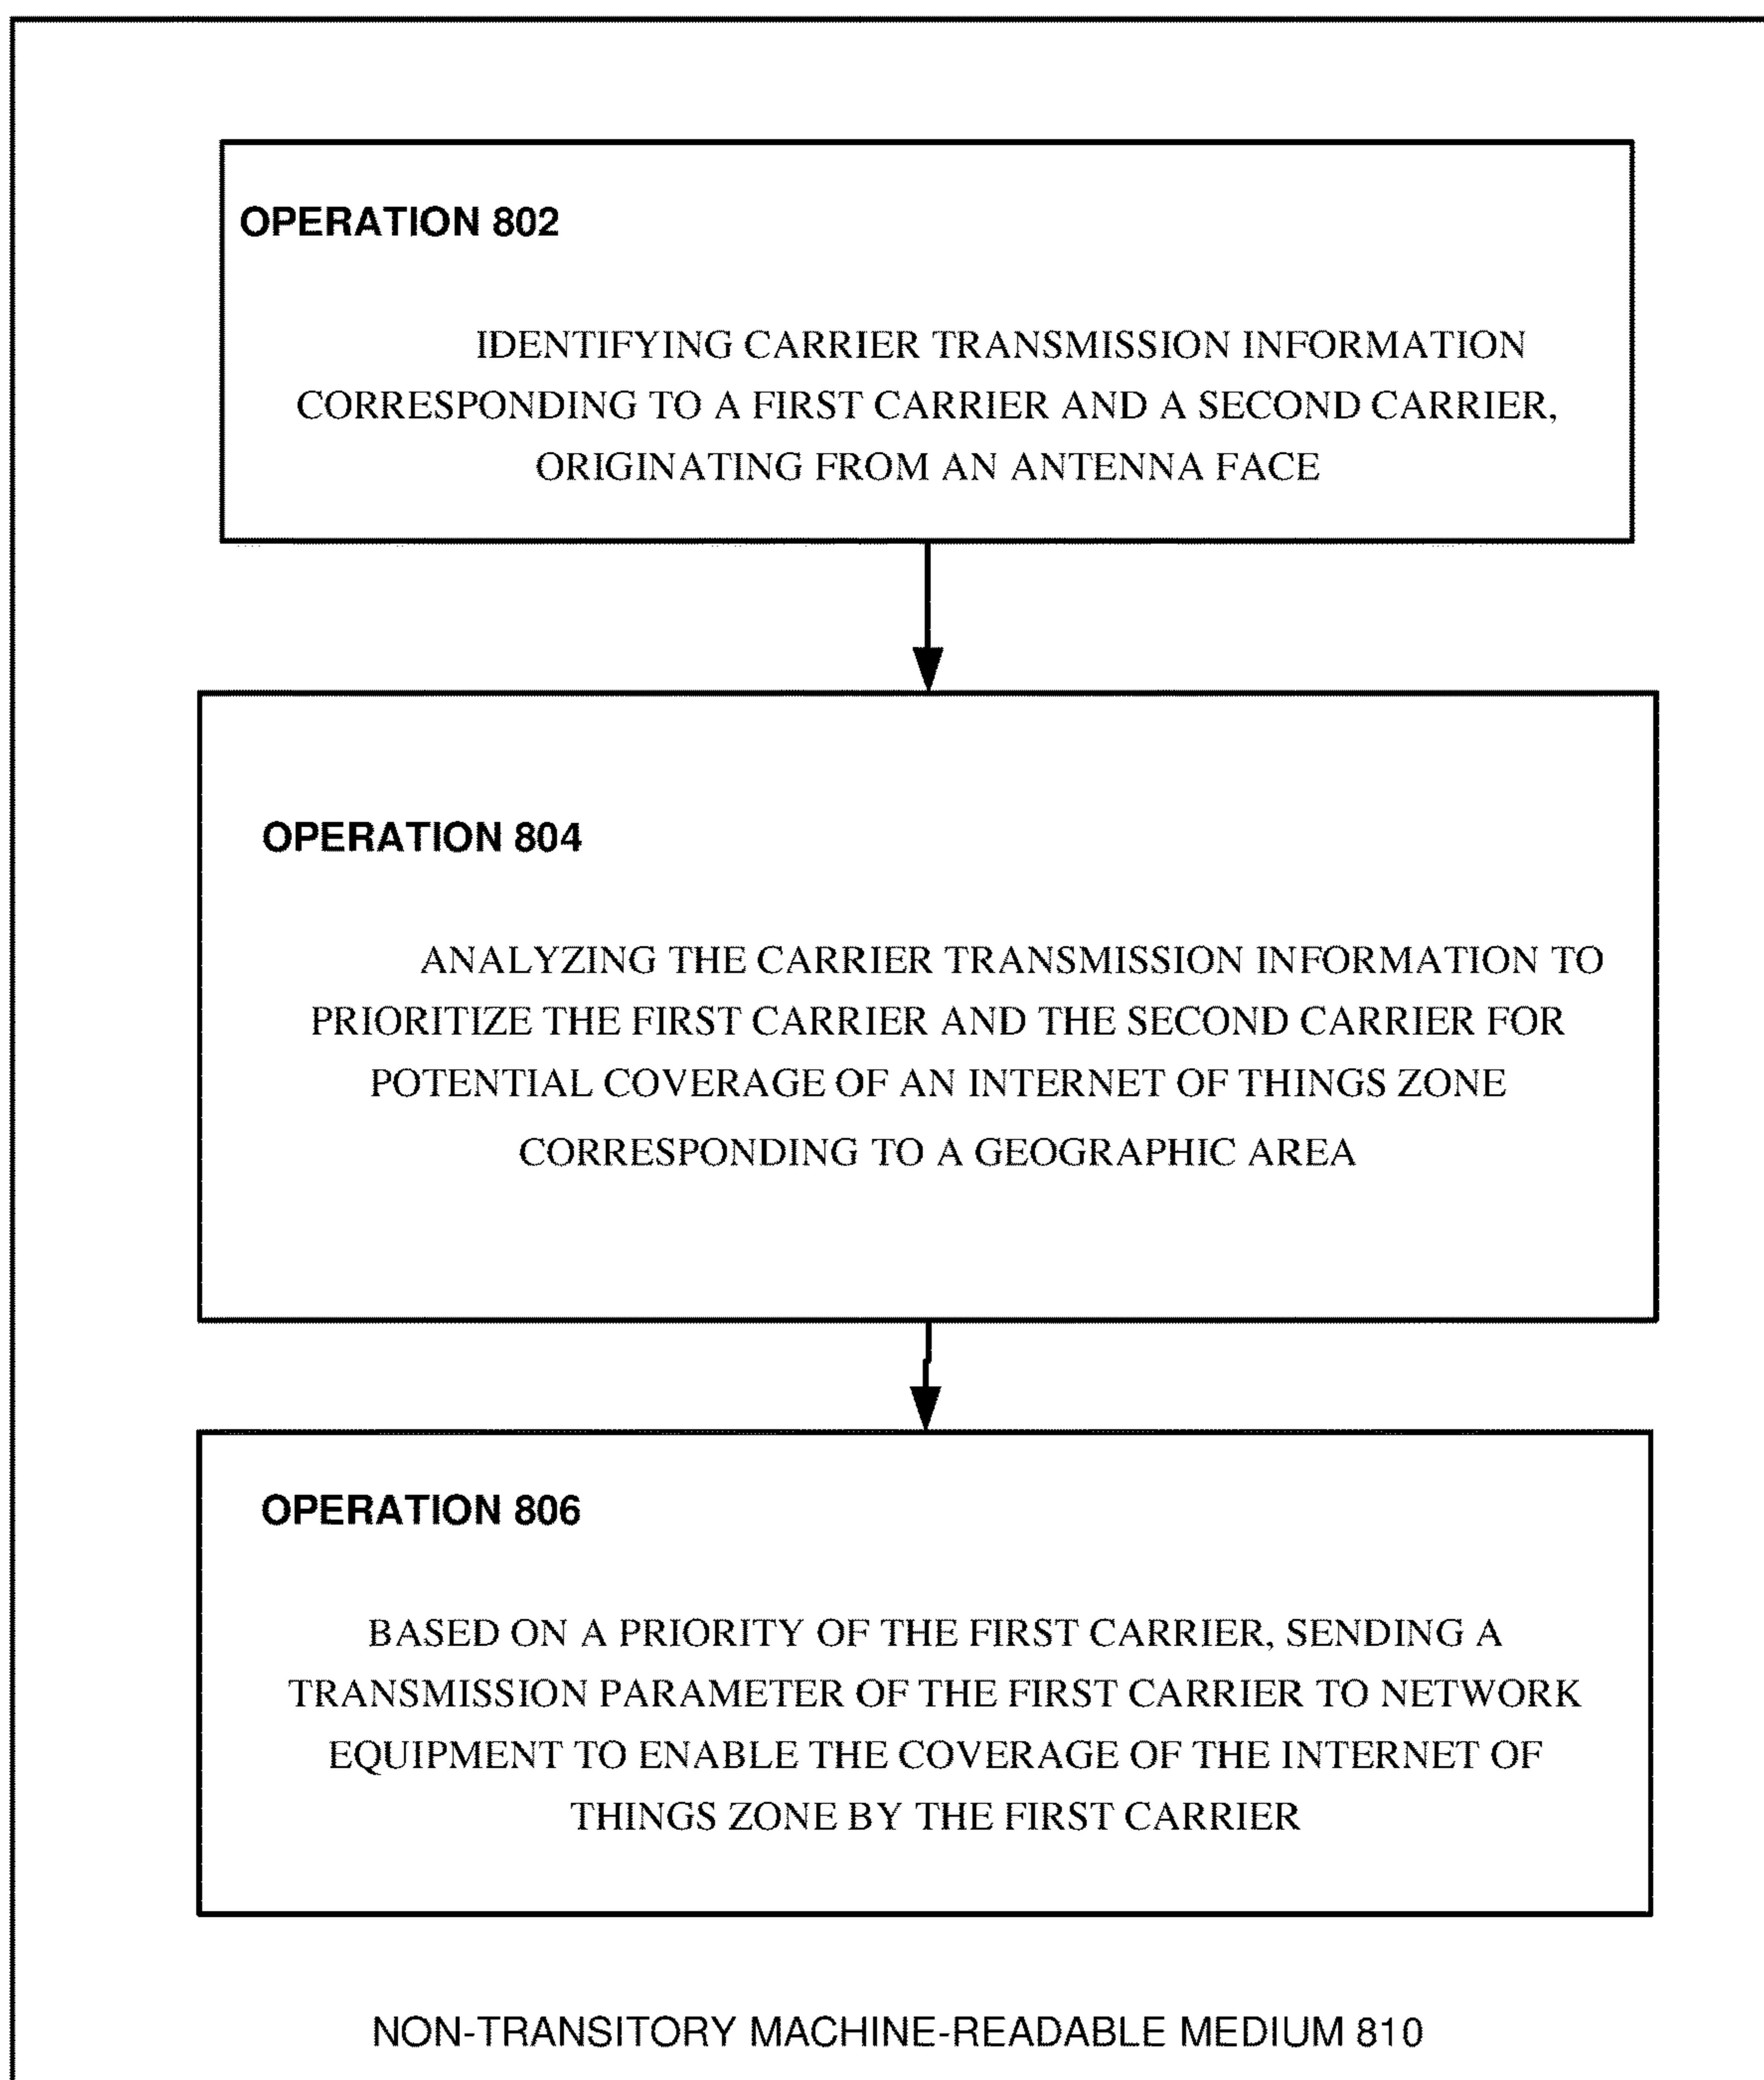 OPERATION 802
IDENTIFYING CARRIER TRANSMISSION INFORMATION
CORRESPONDING TO A FIRST CARRIER AND A SECOND CARRIER,
ORIGINATING FROM AN ANTENNA FACE
OPERATION 804
ANALYZING THE CARRIER TRANSMISSION INFORMATION TO
PRIORITIZE THE FIRST CARRIER AND THE SECOND CARRIER FOR
POTENTIAL COVERAGE OF AN INTERNET OF THINGS ZONE
CORRESPONDING TO A GEOGRAPHIC AREA
OPERATION 806
BASED ON A PRIORITY OF THE FIRST CARRIER, SENDING A
TRANSMISSION PARAMETER OF THE FIRST CARRIER TO NETWORK
EQUIPMENT TO ENABLE THE COVERAGE OF THE INTERNET OF
THINGS ZONE BY THE FIRST CARRIER
NON-TRANSITORY MACHINE-READABLE MEDIUM 810